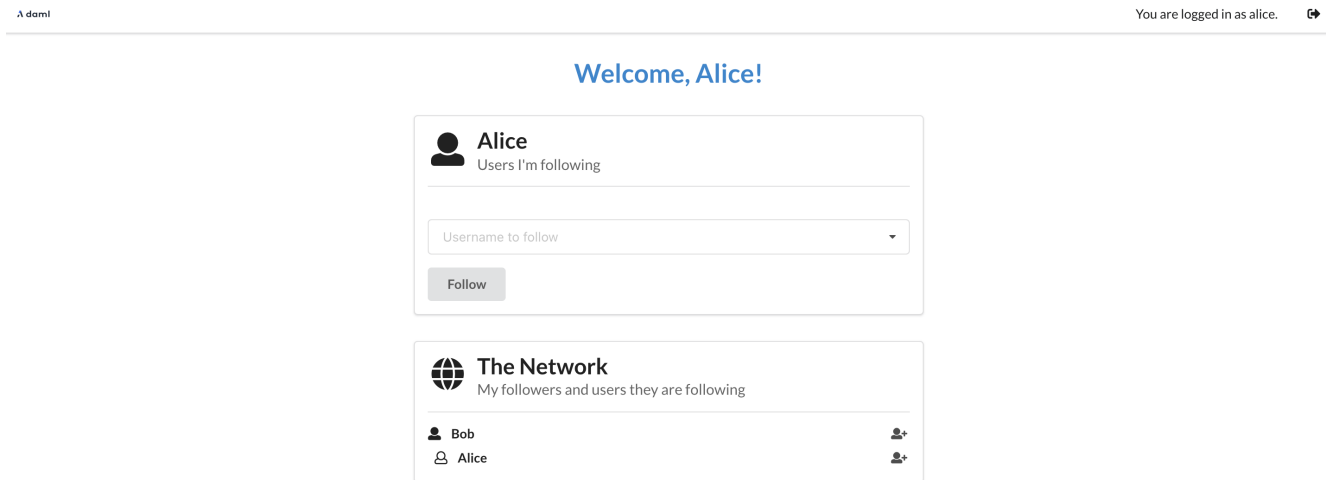 daml
You are logged in as alice.
Welcome, Alice!
Alice
Users I'm following
Username to follow
Follow
The Network
My followers and users they are following
Bob
Alice